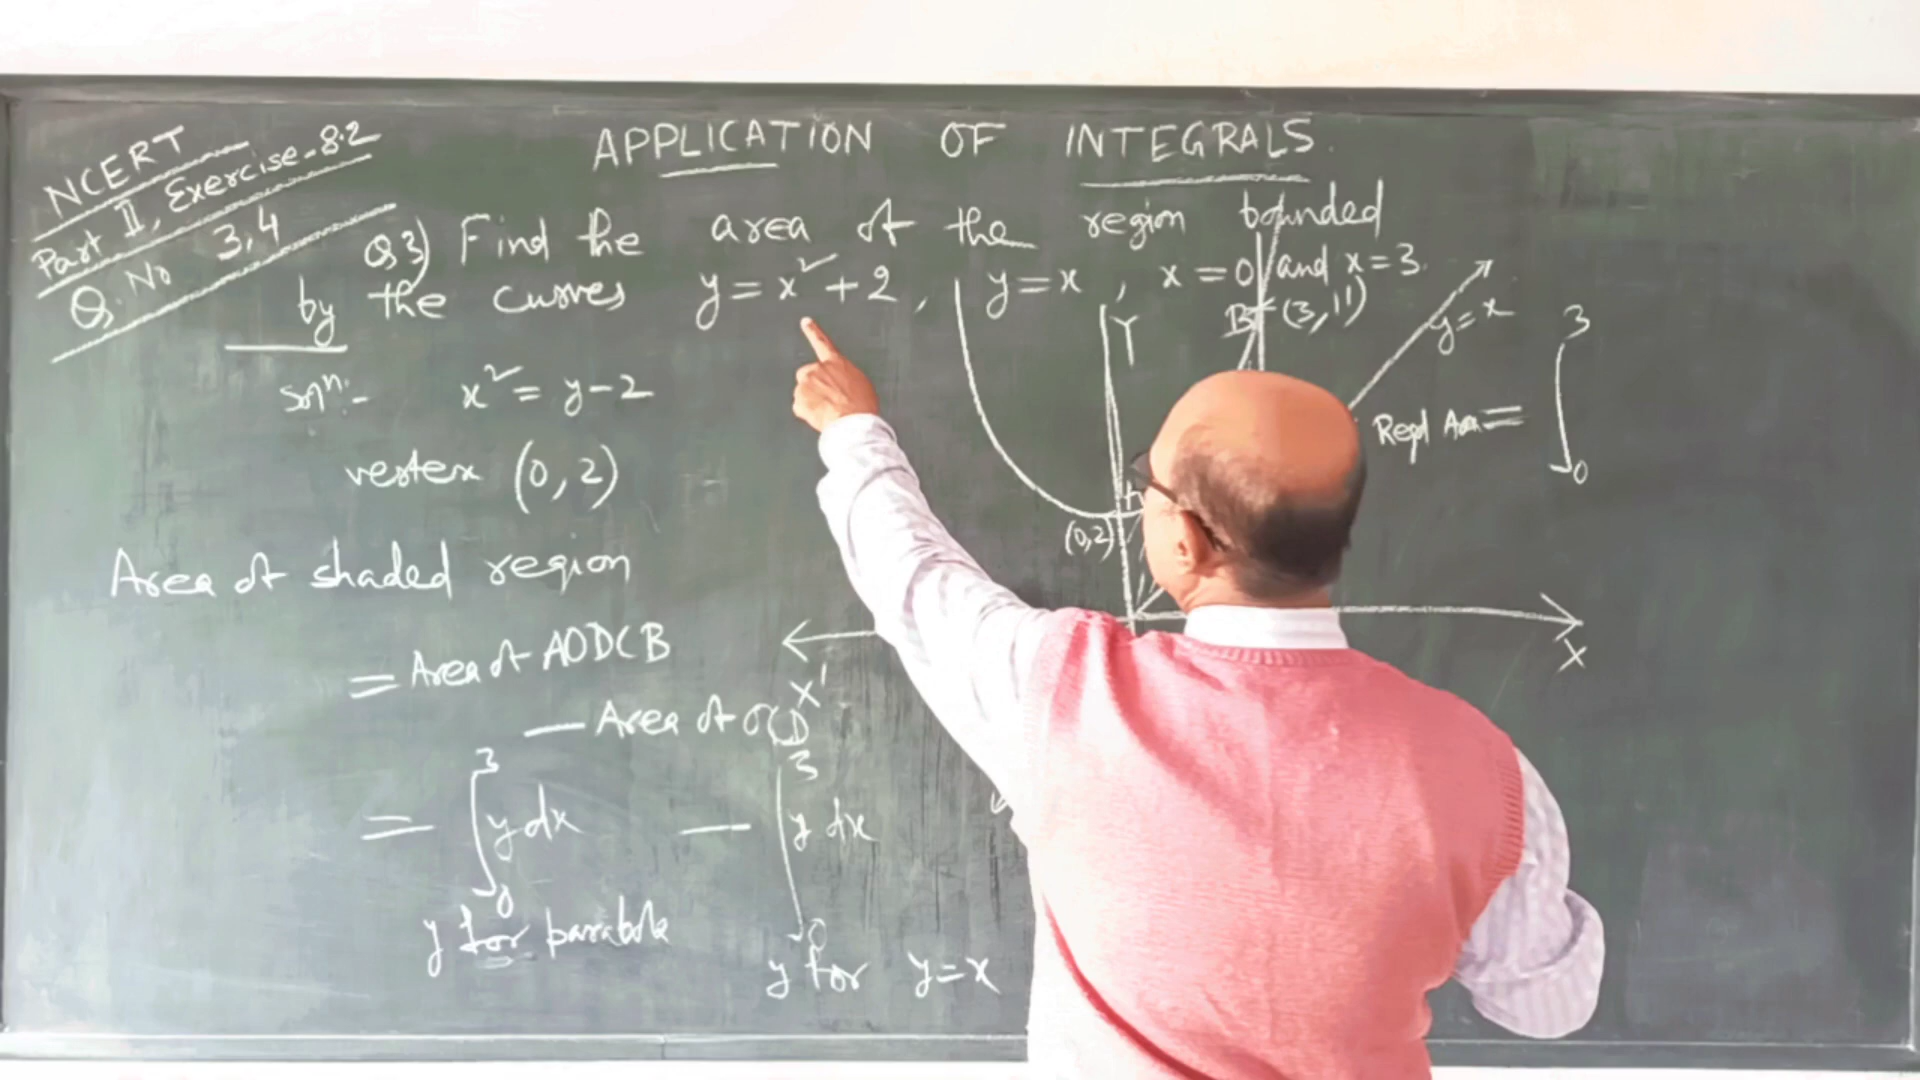 NCERT
Part II, Exercise-8.2
Q. No 3,4
APPLICATION OF INTEGRALS.
Q3) Find the area of the region bounded
by the curves y = x² + 2, y = x, x = 0 and x = 3.
Solⁿ:- x² = y - 2
vertex (0, 2)
Area of shaded region
= Area of AODCB
- Area of OCD
= ∫₀³ y dx - ∫₀³ y dx
y for parabola y for y = x
Y
B (3, 11)
y = x
(0,2)
X'
X
Reqd Area = ∫₀³